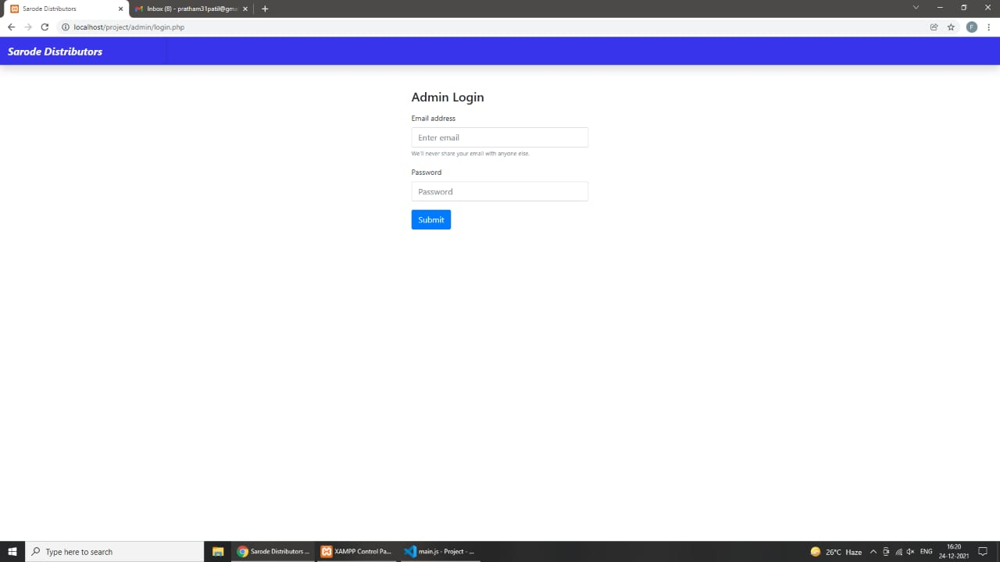 Sarode Distributors
Inbox (8) - pratham31patil@gma
localhost/project/admin/login.php
F
Sarode Distributors
Admin Login
Email address
Enter email
We'll never share your email with anyone else.
Password
Password
Submit
Type here to search
Sarode Distributors ...
XAMPP Control Pa...
main.js - Project - ...
26°C Haze
ENG
16:20
24-12-2021